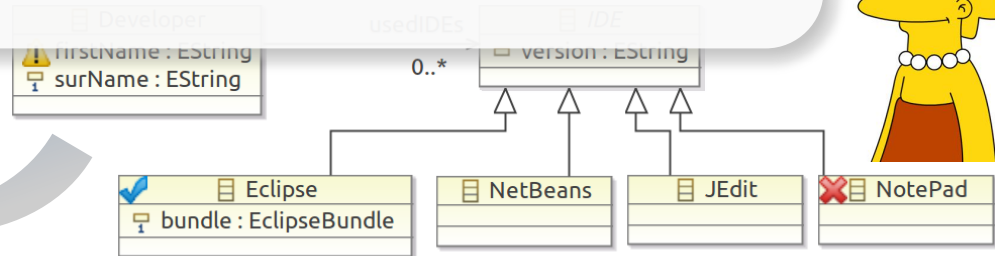 Developer
usedIDEs
IDE
firstName : EString
version : EString
0..*
surName : EString
Eclipse
NetBeans
JEdit
NotePad
bundle : EclipseBundle